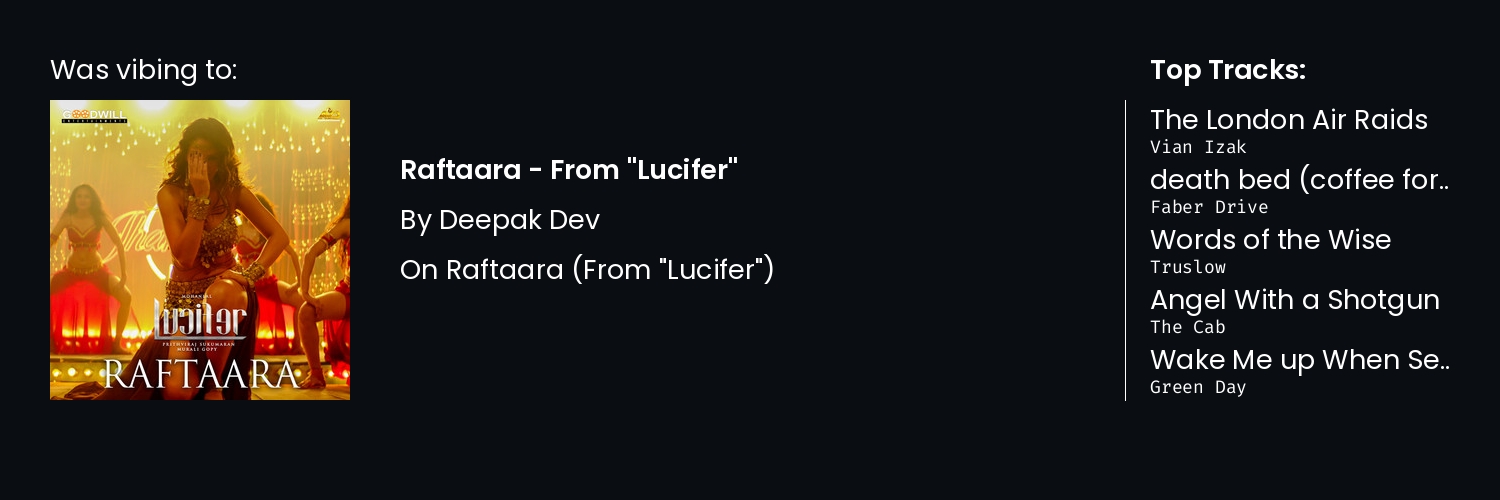 Was vibing to:
GOODWILL
ENTERTAINMENTS
MOHANLAL
Lucifer
PRITHVIRAJ SUKUMARAN
MURALI GOPY
RAFTAARA
Raftaara - From "Lucifer"
By Deepak Dev
On Raftaara (From "Lucifer")
Top Tracks:
The London Air Raids
Vian Izak
death bed (coffee for..
Faber Drive
Words of the Wise
Truslow
Angel With a Shotgun
The Cab
Wake Me up When Se..
Green Day